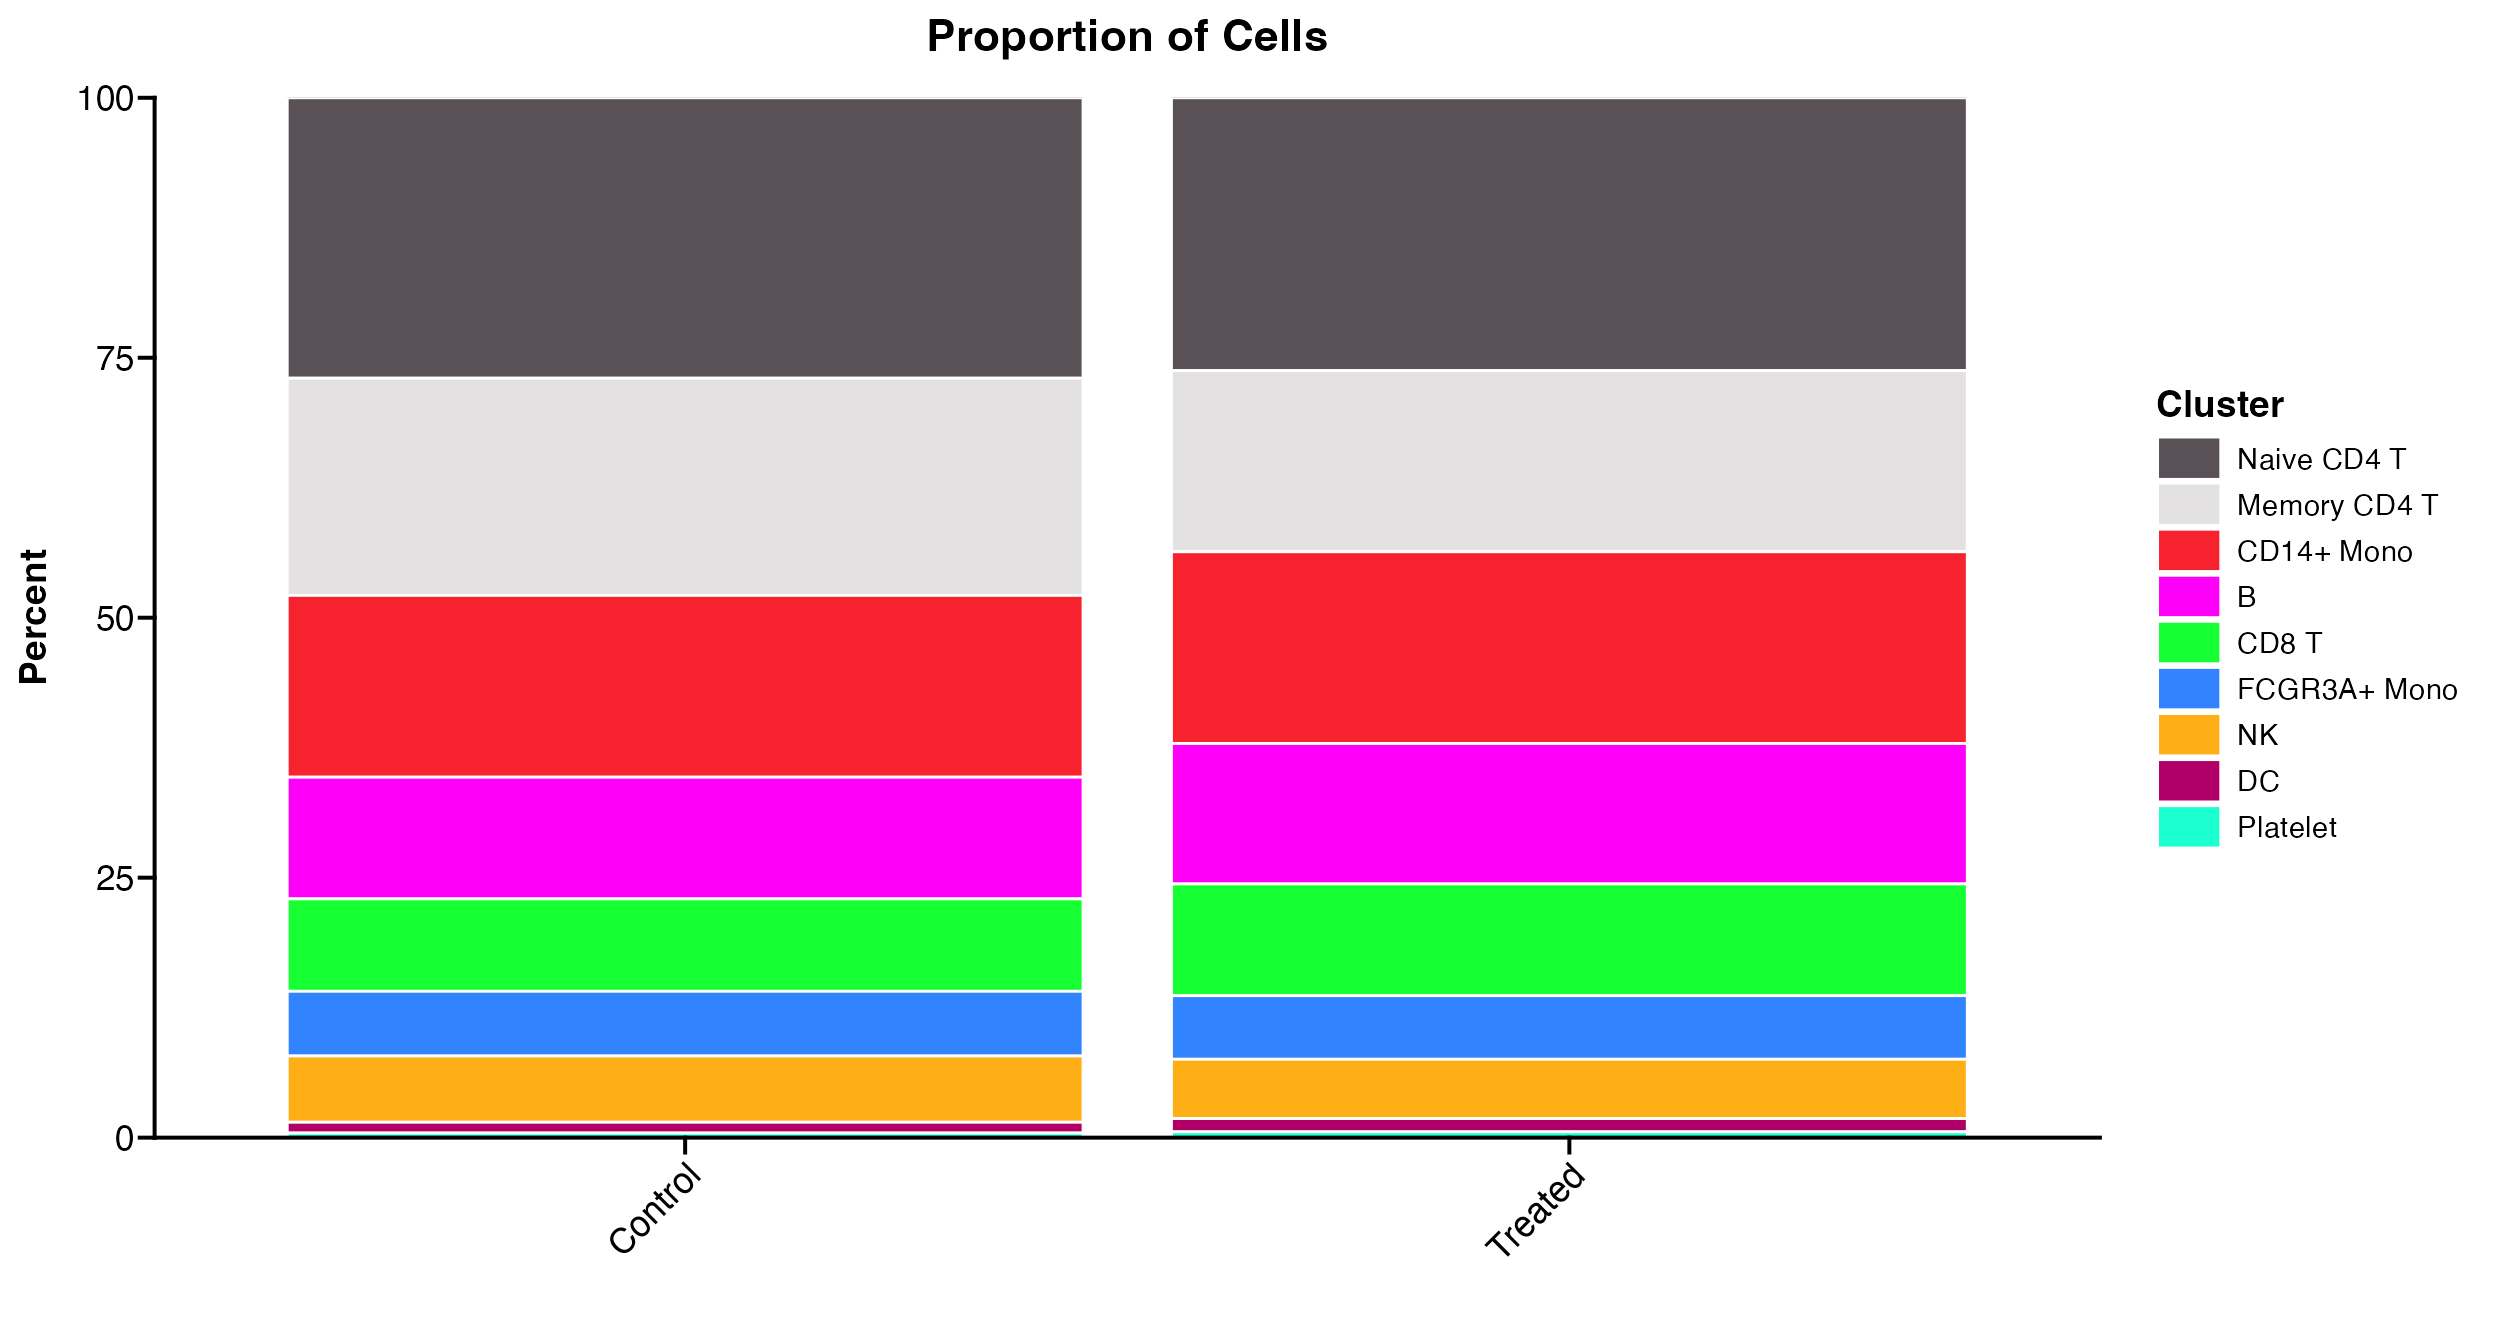 Proportion of Cells
Percent
100
75
50
25
0
Control
Treated
Cluster
Naive CD4 T
Memory CD4 T
CD14+ Mono
B
CD8 T
FCGR3A+ Mono
NK
DC
Platelet